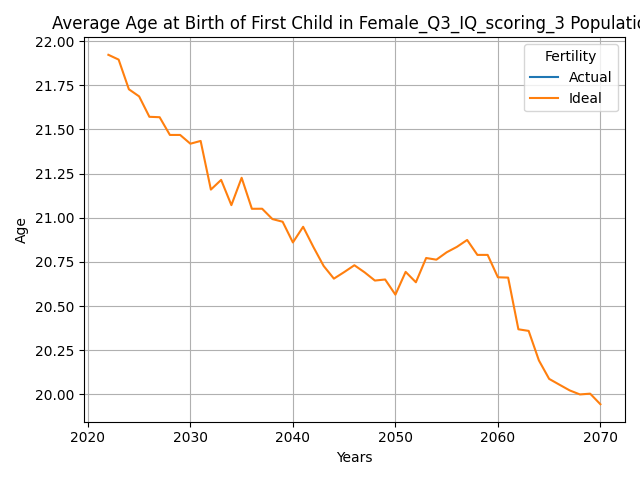 Average Age at Birth of First Child in Female_Q3_IQ_scoring_3 Populatio
Fertility
Actual
Ideal
22.00
21.75
21.50
21.25
21.00
20.75
20.50
20.25
20.00
Age
2020 2030 2040 2050 2060 2070
Years